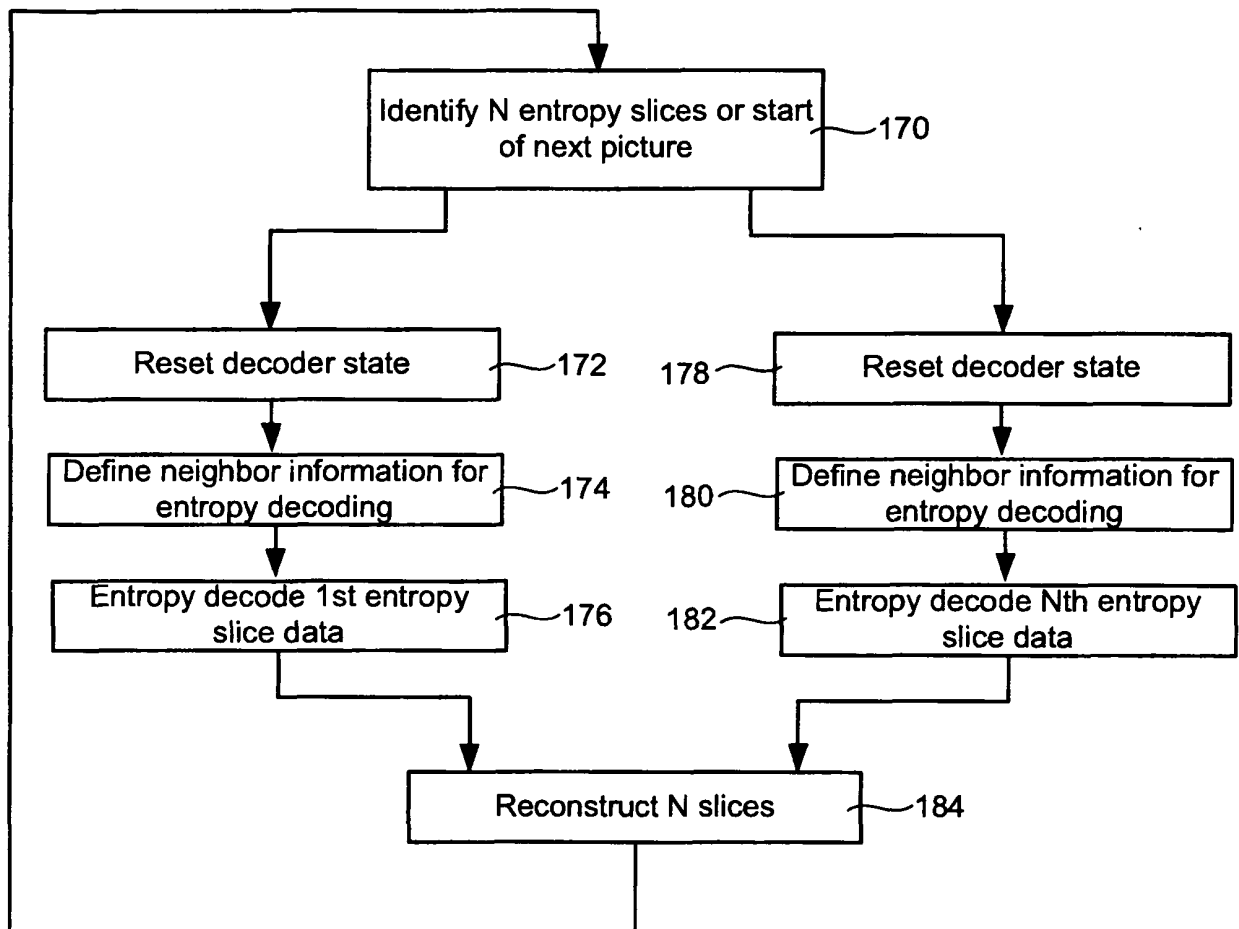 Identify N entropy slices or start
of next picture
170
Reset decoder state
172
178
Reset decoder state
Define neighbor information for
entropy decoding
174
180
Define neighbor information for
entropy decoding
Entropy decode 1st entropy
slice data
176
182
Entropy decode Nth entropy
slice data
Reconstruct N slices
184